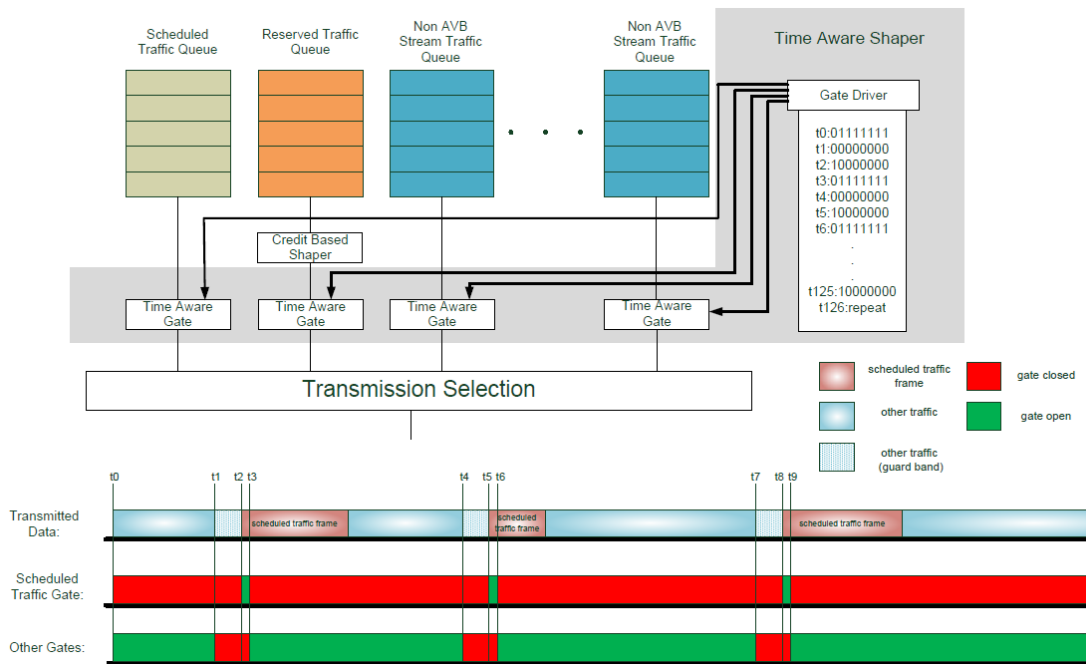 Scheduled
Traffic Queue
Reserved Traffic
Queue
Non AVB
Stream Traffic
Queue
Non AVB
Stream Traffic
Queue
Time Aware Shaper
Gate Driver
t0:01111111
t1:00000000
t2:10000000
t3:01111111
t4:00000000
t5:10000000
t6:01111111
.
.
.
t125:10000000
t126:repeat
Credit Based
Shaper
Time Aware
Gate
Time Aware
Gate
Time Aware
Gate
Time Aware
Gate
Transmission Selection
scheduled traffic
frame
gate closed
other traffic
gate open
other traffic
(guard band)
t0
t1
t2
t3
t4
t5
t6
t7
t8
t9
Transmitted
Data:
scheduled traffic frame
scheduled
traffic frame
scheduled traffic frame
Scheduled
Traffic Gate:
Other Gates: